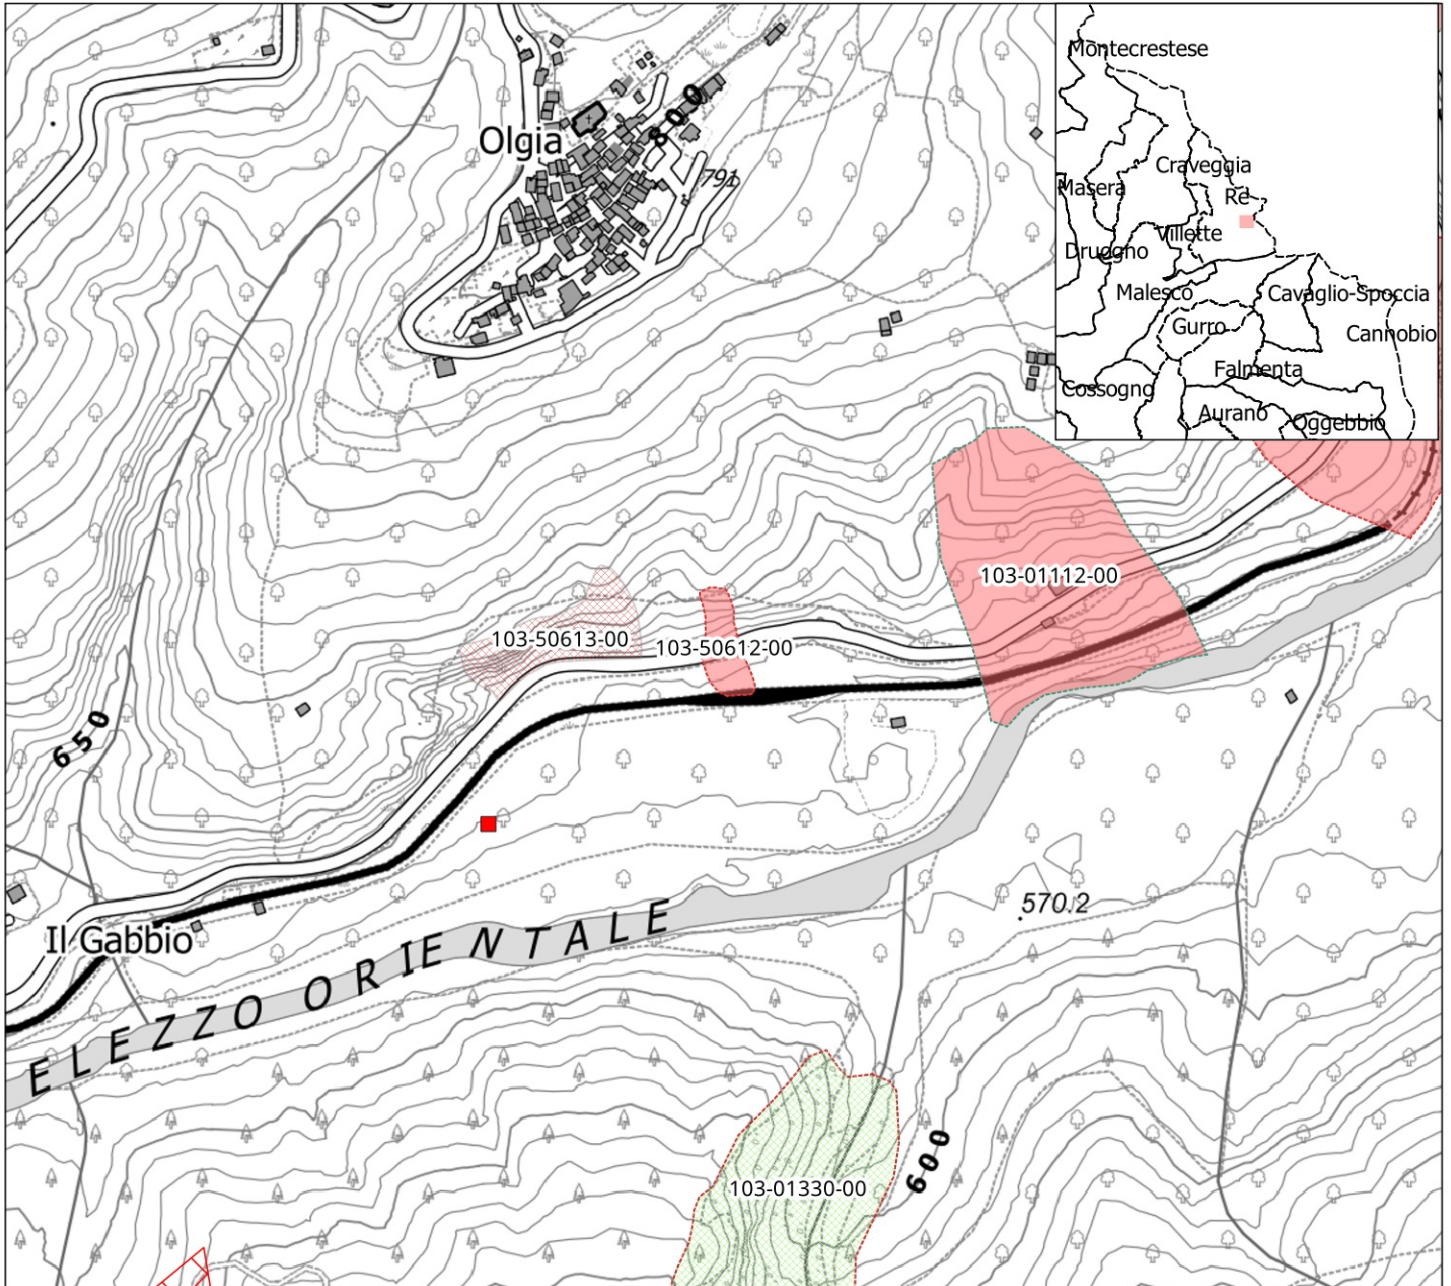 Olgia
800
791
Montecrestese
Craveggia
Masera
Re
Villette
Druogno
Malesco
Cavaglio-Spoccia
Gurro
Cannobio
Falmenta
Cossogno
Aurano
Oggebbio
103-01112-00
103-50613-00
103-50612-00
650
570.2
Il Gabbio
ELEZZO ORIENTALE
600
103-01330-00